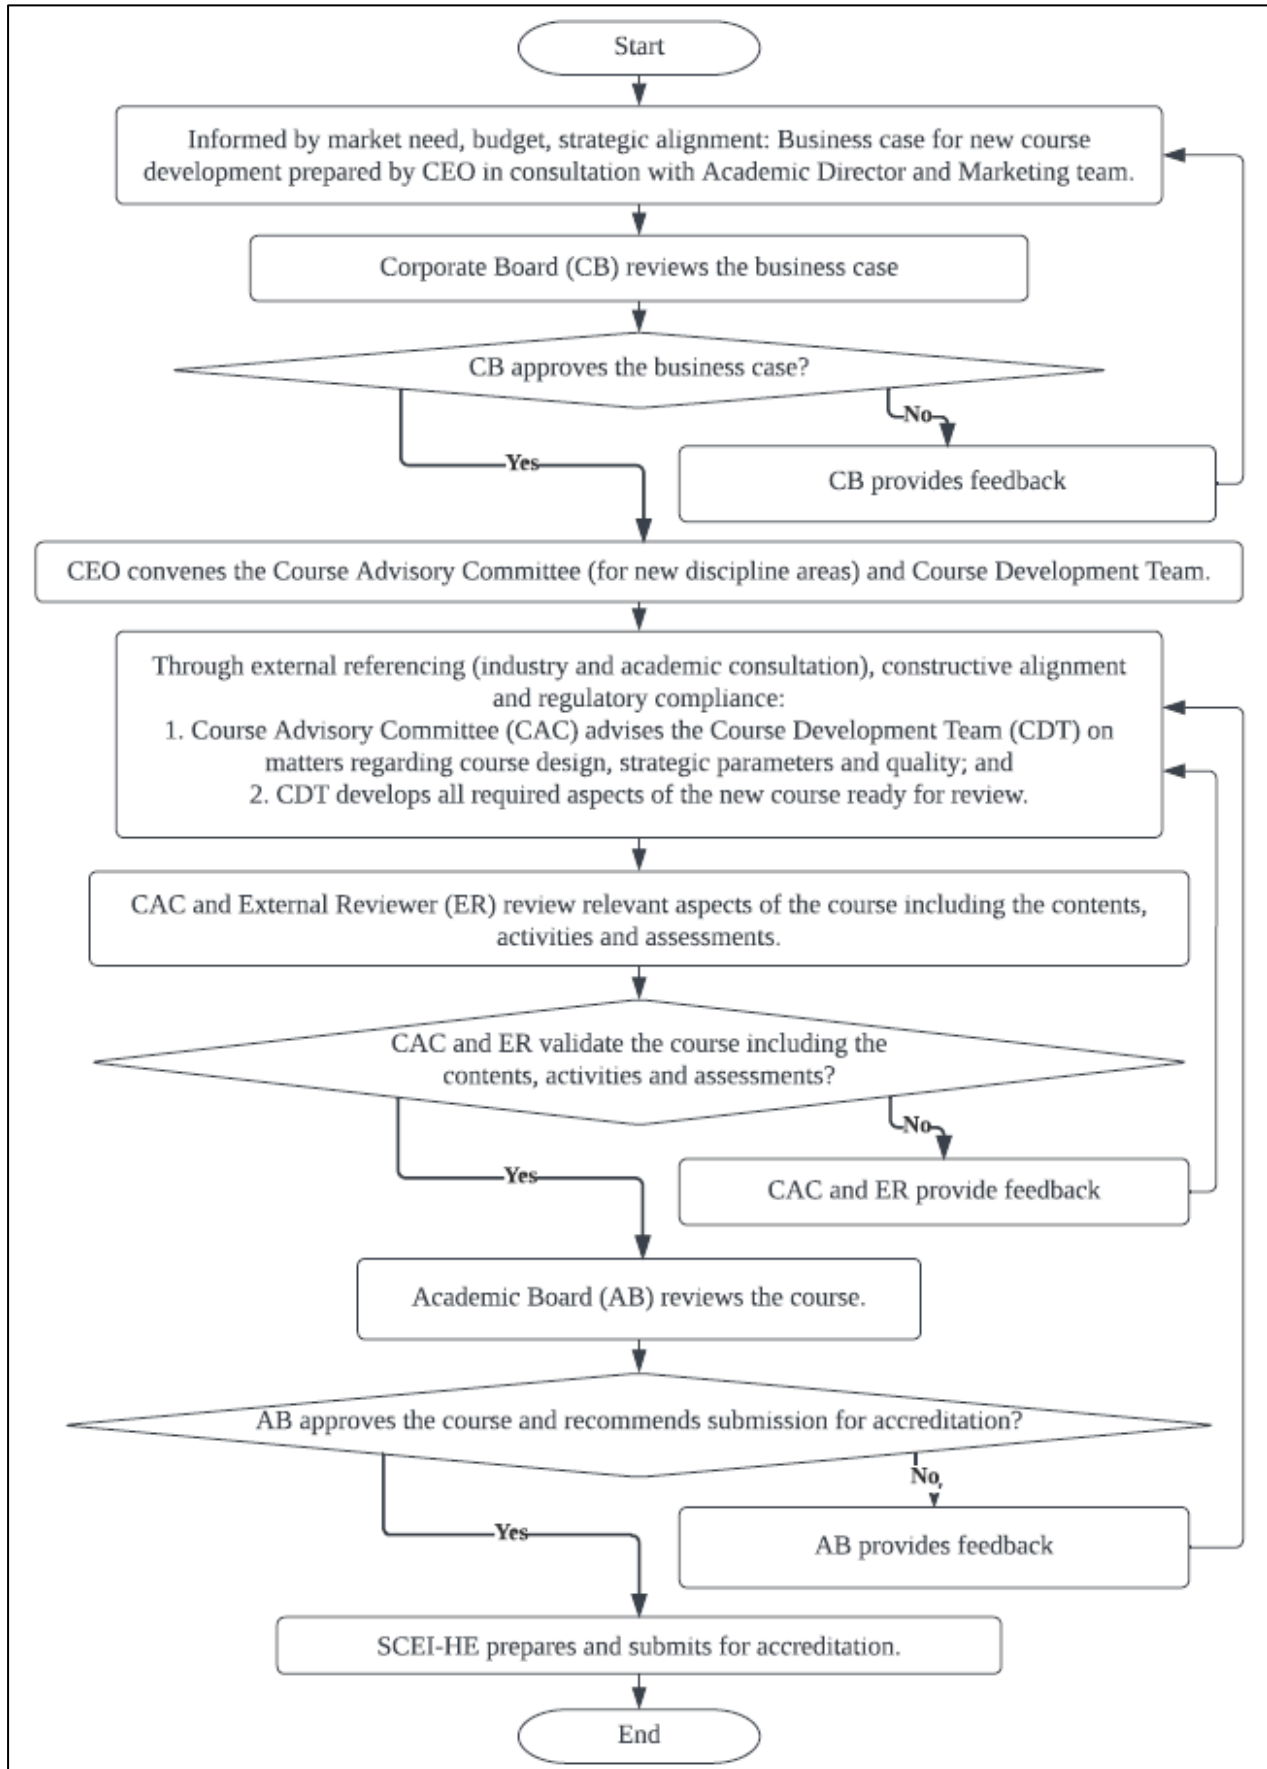 Start
Informed by market need, budget, strategic alignment: Business case for new course
development prepared by CEO in consultation with Academic Director and Marketing team.
Corporate Board (CB) reviews the business case
CB approves the business case?
No
Yes
CB provides feedback
CEO convenes the Course Advisory Committee (for new discipline areas) and Course Development Team.
Through external referencing (industry and academic consultation), constructive alignment
and regulatory compliance:
1. Course Advisory Committee (CAC) advises the Course Development Team (CDT) on
matters regarding course design, strategic parameters and quality; and
2. CDT develops all required aspects of the new course ready for review.
CAC and External Reviewer (ER) review relevant aspects of the course including the contents,
activities and assessments.
CAC and ER validate the course including the
contents, activities and assessments?
No
Yes
CAC and ER provide feedback
Academic Board (AB) reviews the course.
AB approves the course and recommends submission for accreditation?
No,
Yes
AB provides feedback
SCEI-HE prepares and submits for accreditation.
End